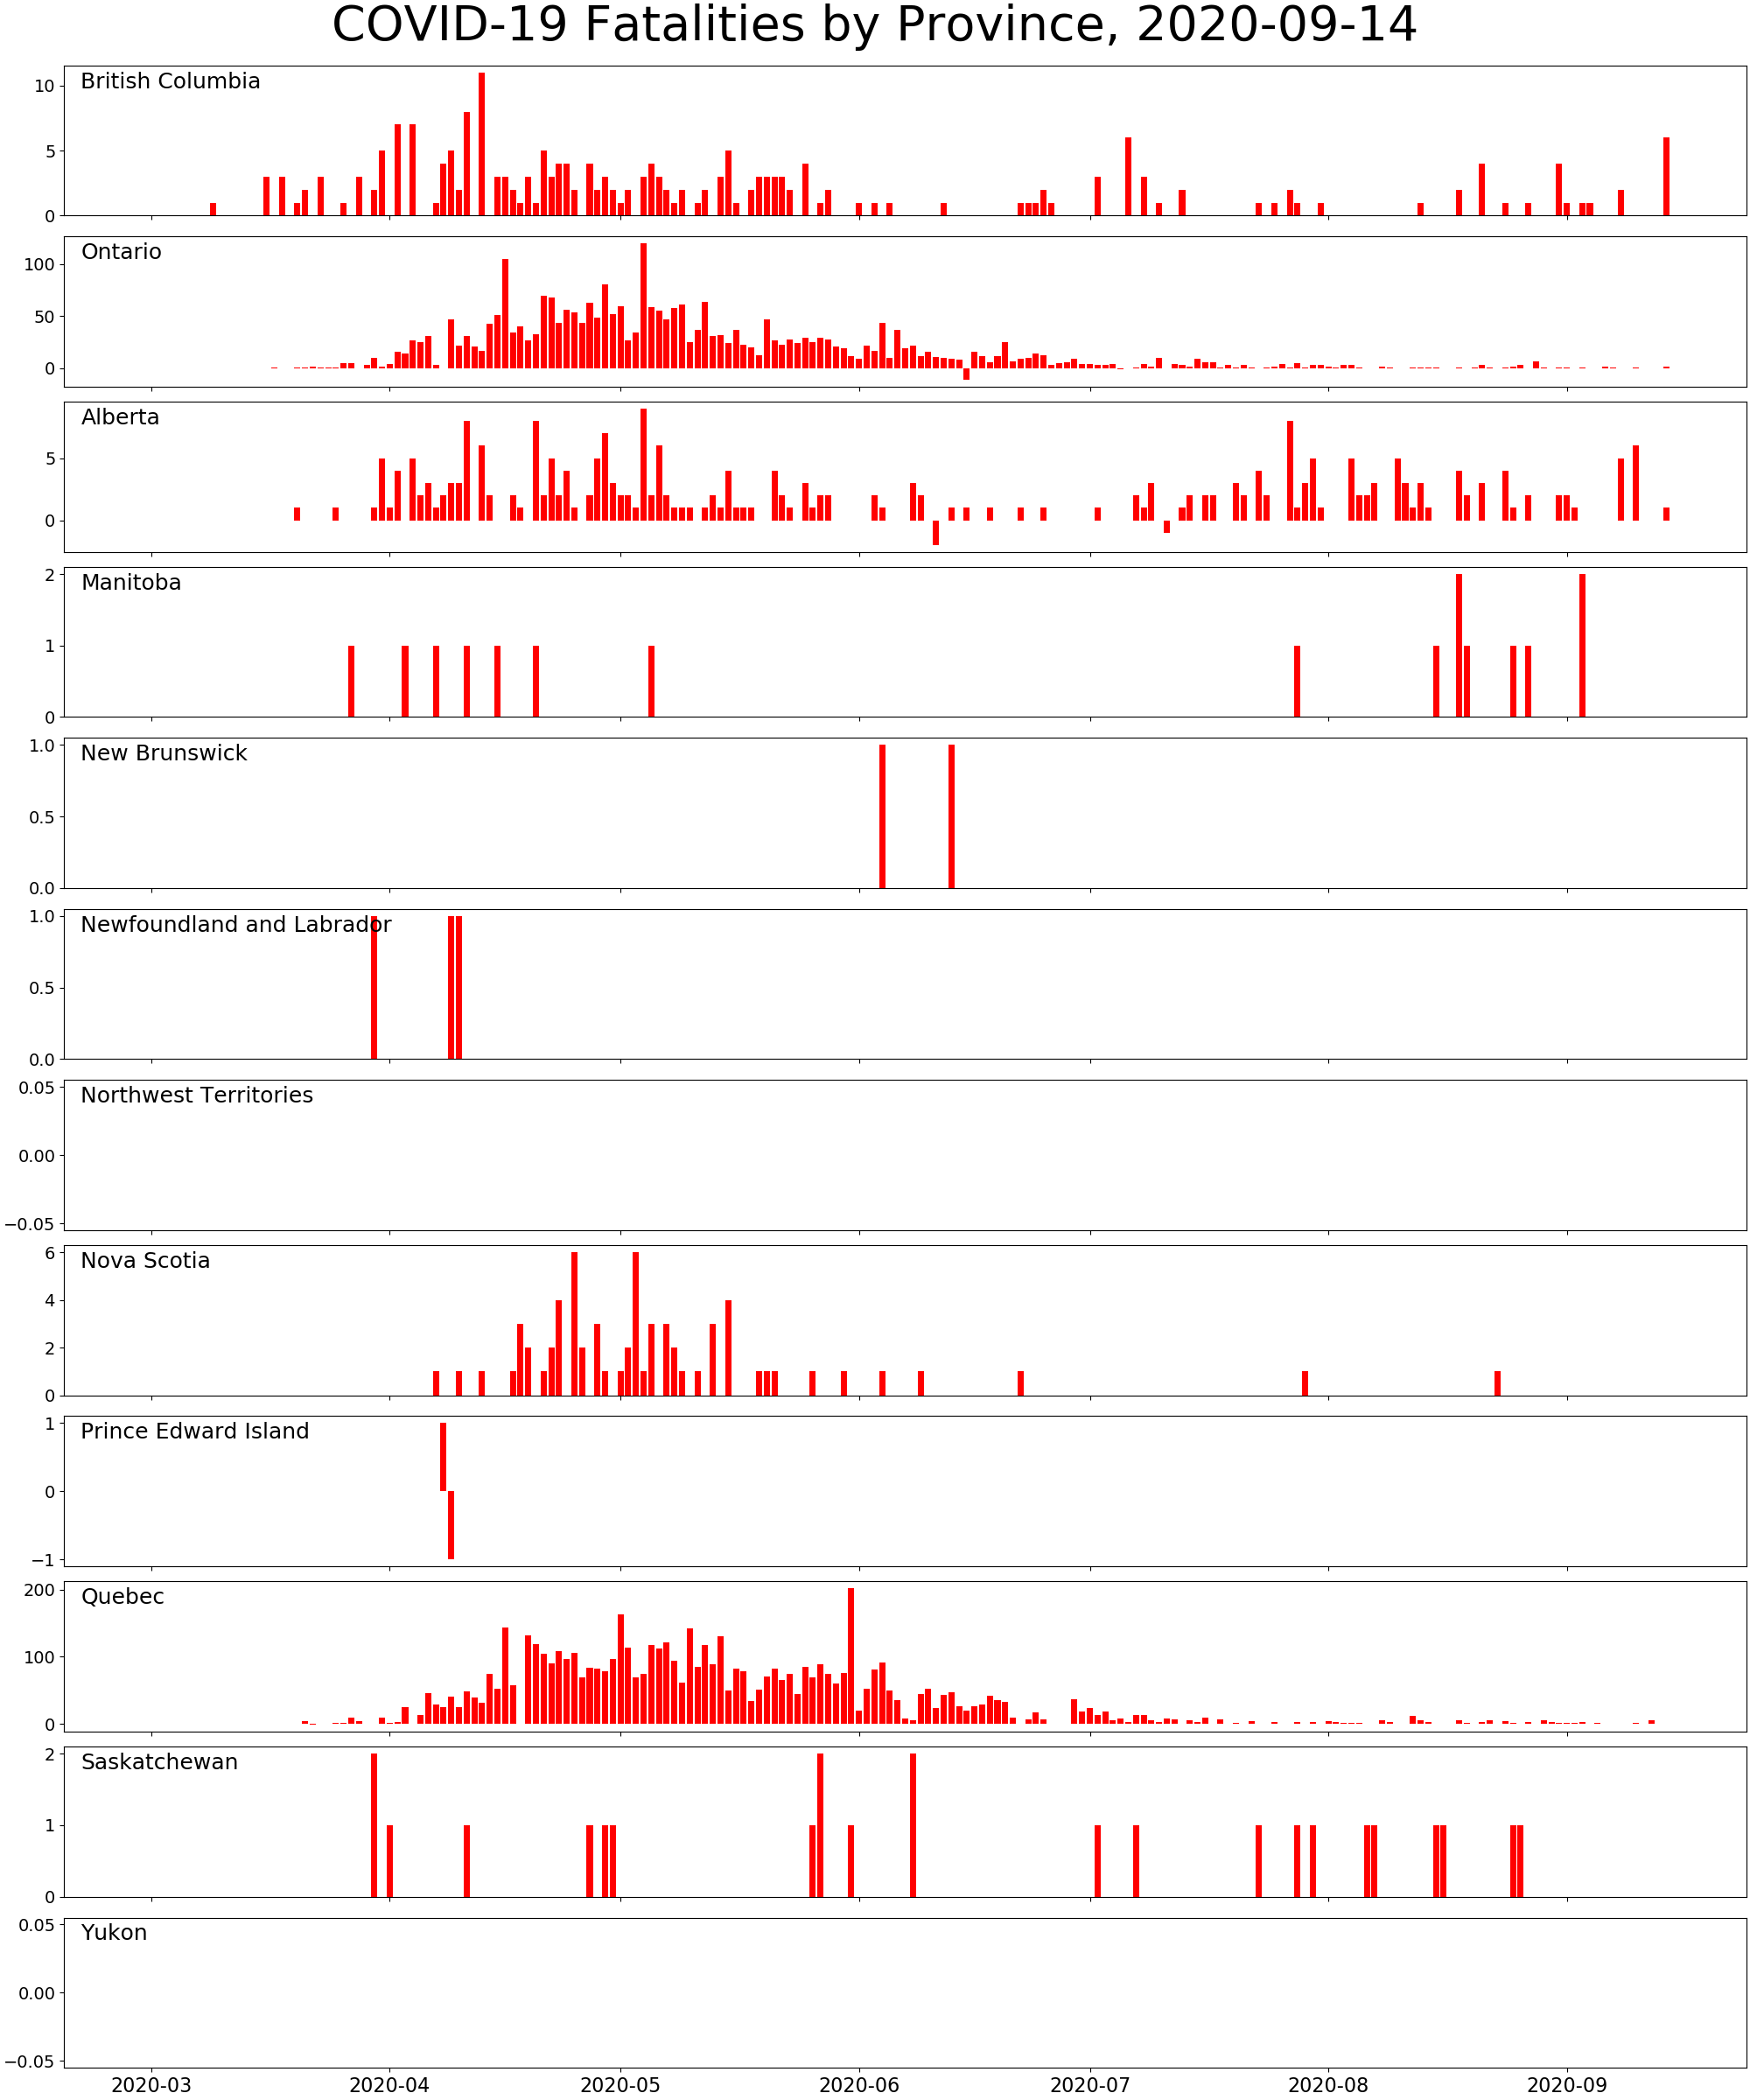 COVID-19 Fatalities by Province, 2020-09-14
British Columbia
10
5
0
Ontario
100
50
0
Alberta
5
0
Manitoba
2
1
0
New Brunswick
1.0
0.5
0.0
Newfoundland and Labrador
1.0
0.5
0.0
Northwest Territories
0.05
0.00
−0.05
Nova Scotia
6
4
2
0
Prince Edward Island
1
0
−1
Quebec
200
100
0
Saskatchewan
2
1
0
Yukon
0.05
0.00
−0.05
2020-03 2020-04 2020-05 2020-06 2020-07 2020-08 2020-09